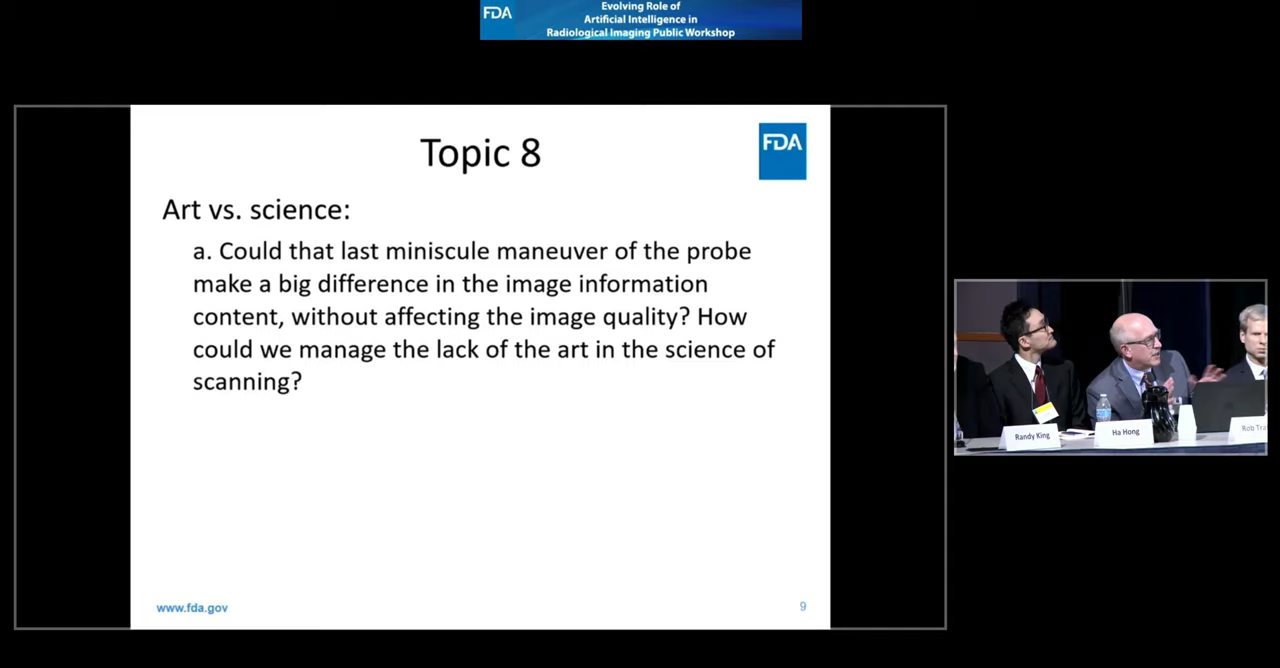 FDA
Evolving Role of
Artificial Intelligence in
Radiological Imaging Public Workshop
Topic 8
FDA
Art vs. science:
a. Could that last miniscule maneuver of the probe
make a big difference in the image information
content, without affecting the image quality? How
could we manage the lack of the art in the science of
scanning?
www.fda.gov
9
Randy King
Ha Hong
Rob